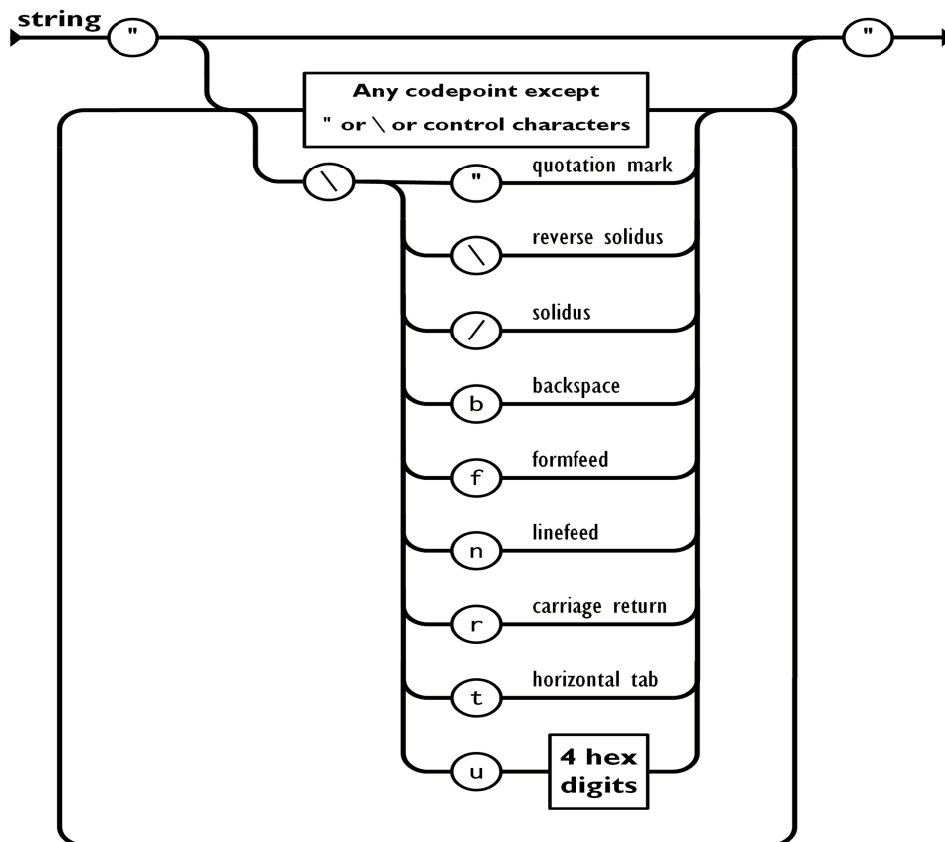 string
" "
Any codepoint except
" or \ or control characters
\ " quotation mark
\ reverse solidus
/ solidus
b backspace
f formfeed
n linefeed
r carriage return
t horizontal tab
u 4 hex
digits